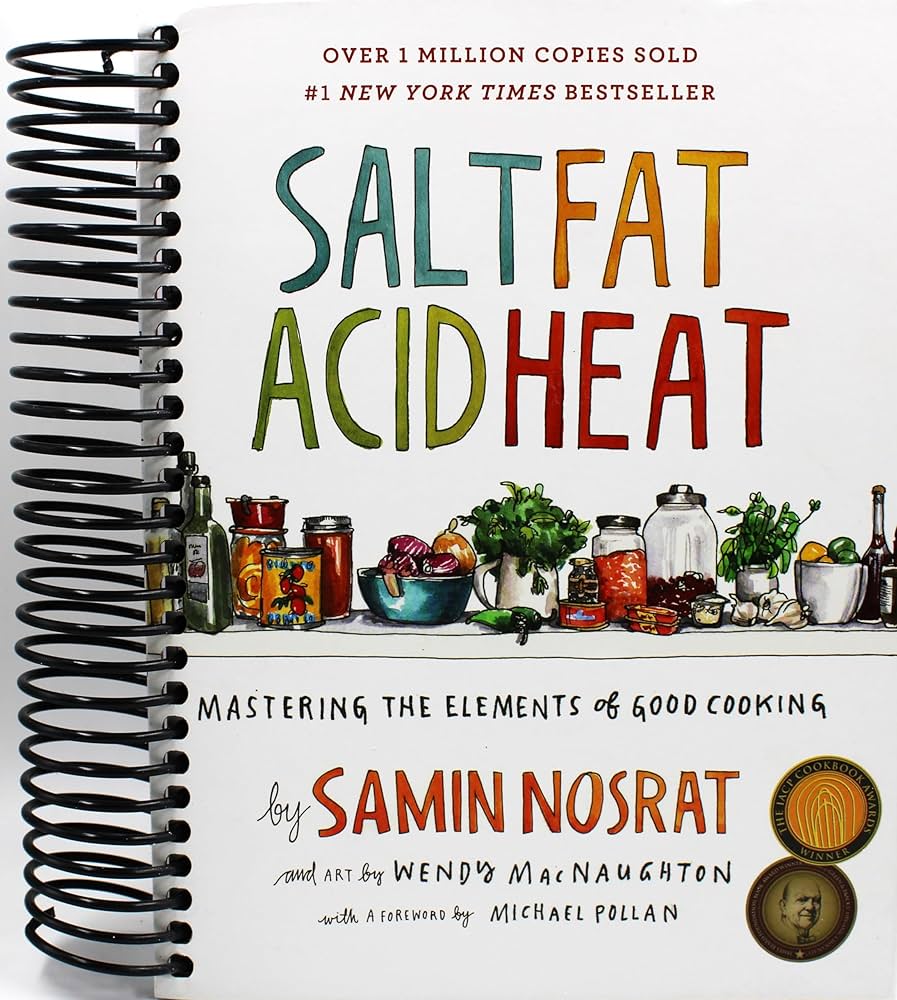 OVER 1 MILLION COPIES SOLD
#1 NEW YORK TIMES BESTSELLER
SALT FAT
ACID HEAT
MASTERING THE ELEMENTS of GOOD COOKING
by SAMIN NOSRAT
and ART by WENDY MACNAUGHTON
with A FOREWORD by MICHAEL POLLAN
THE IACP COOKBOOK AWARDS
WINNER